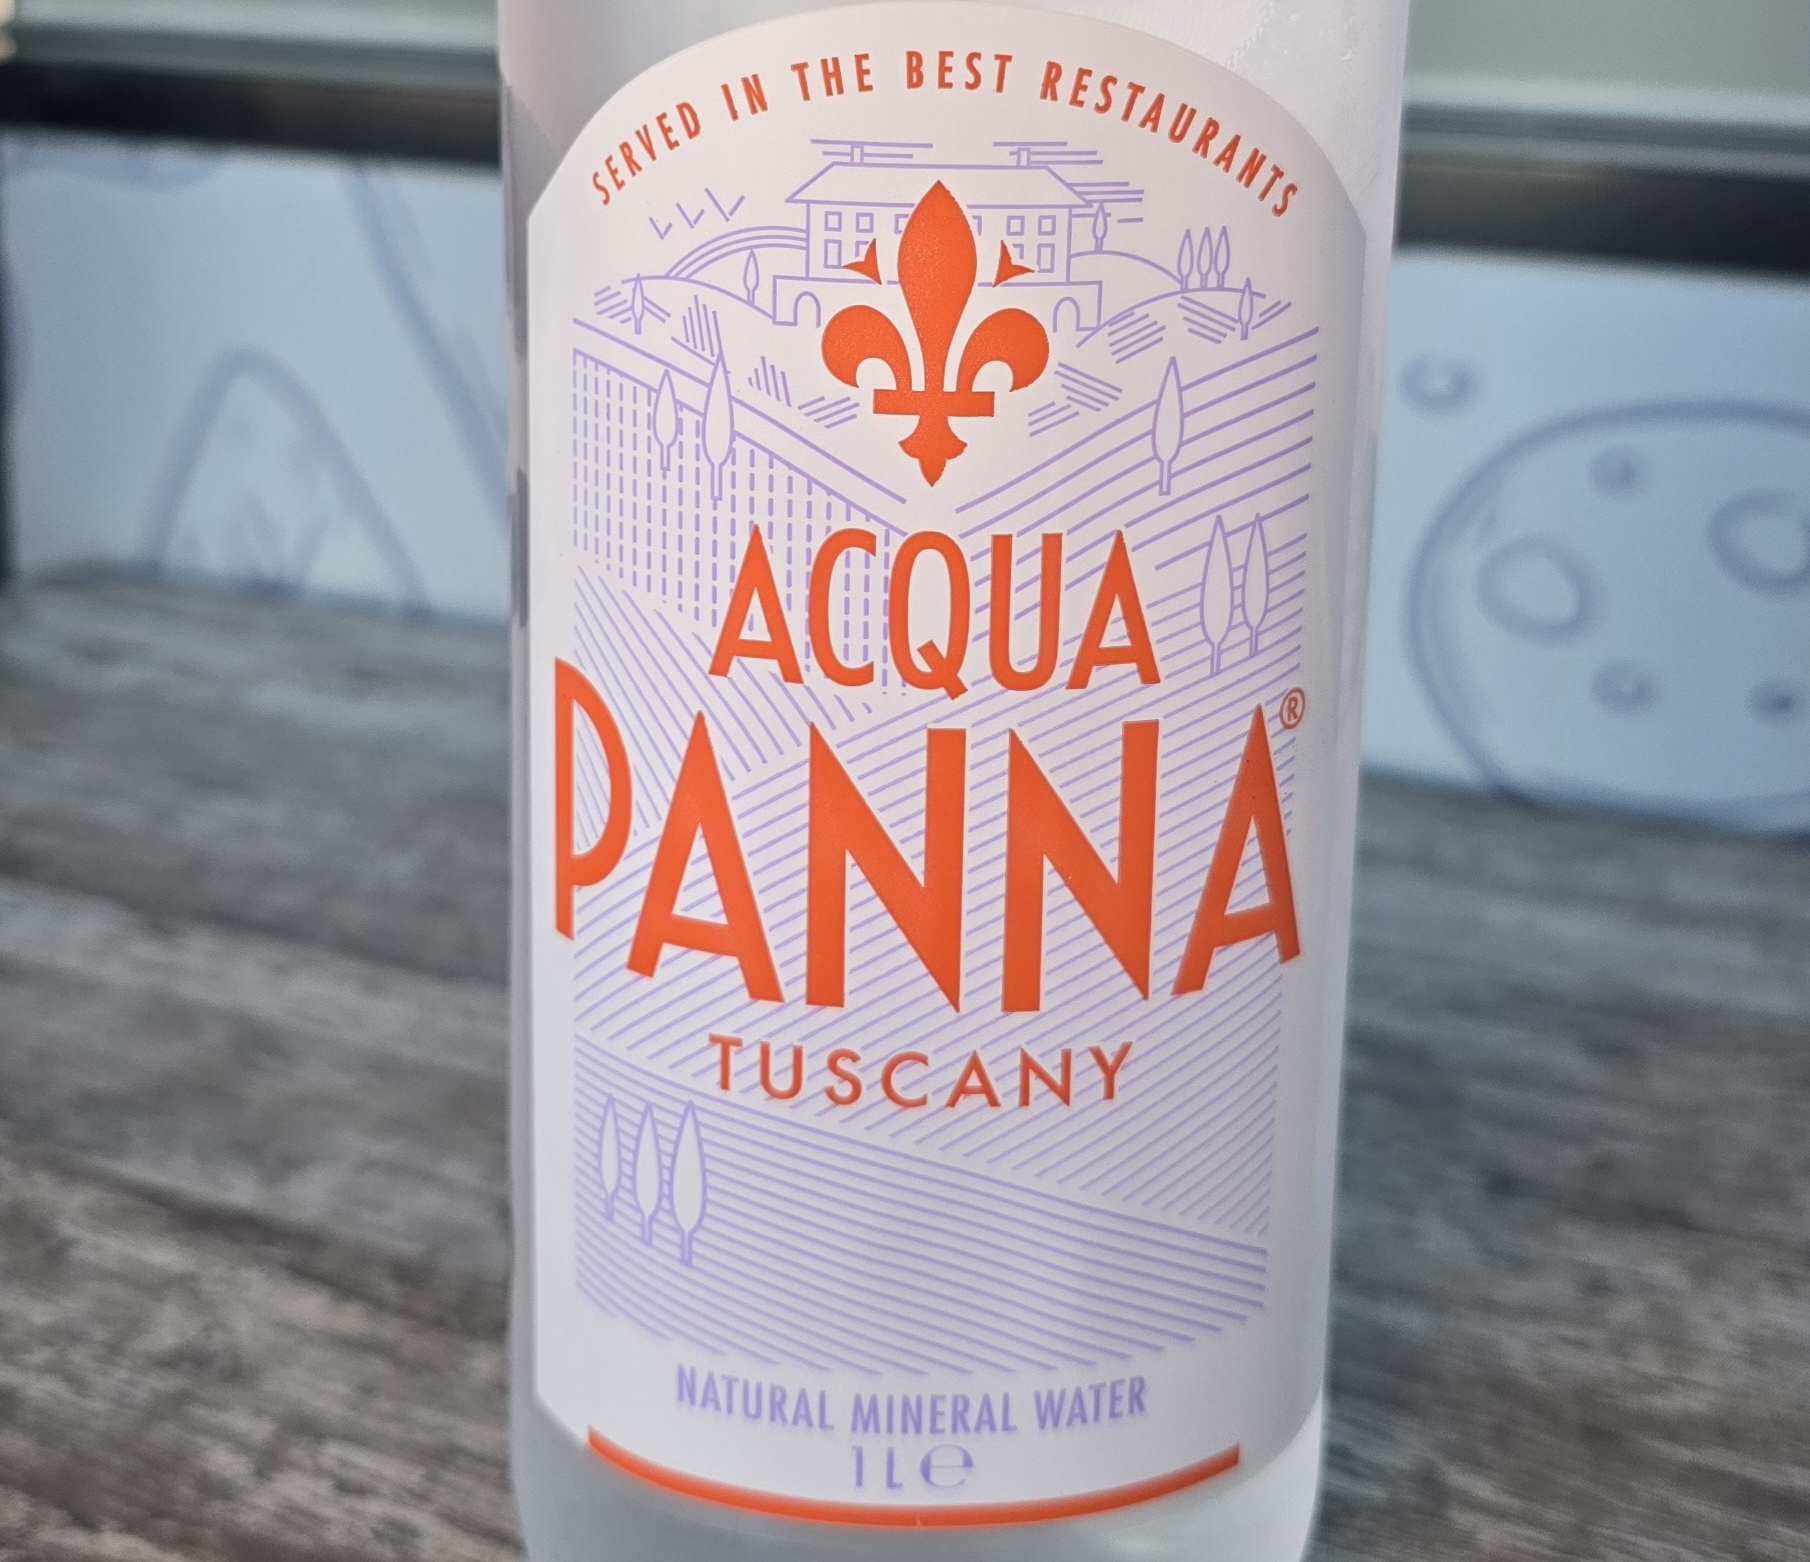 SERVED IN THE BEST RESTAURANTS
ACQUA
PANNA®
TUSCANY
NATURAL MINERAL WATER
1L ℮